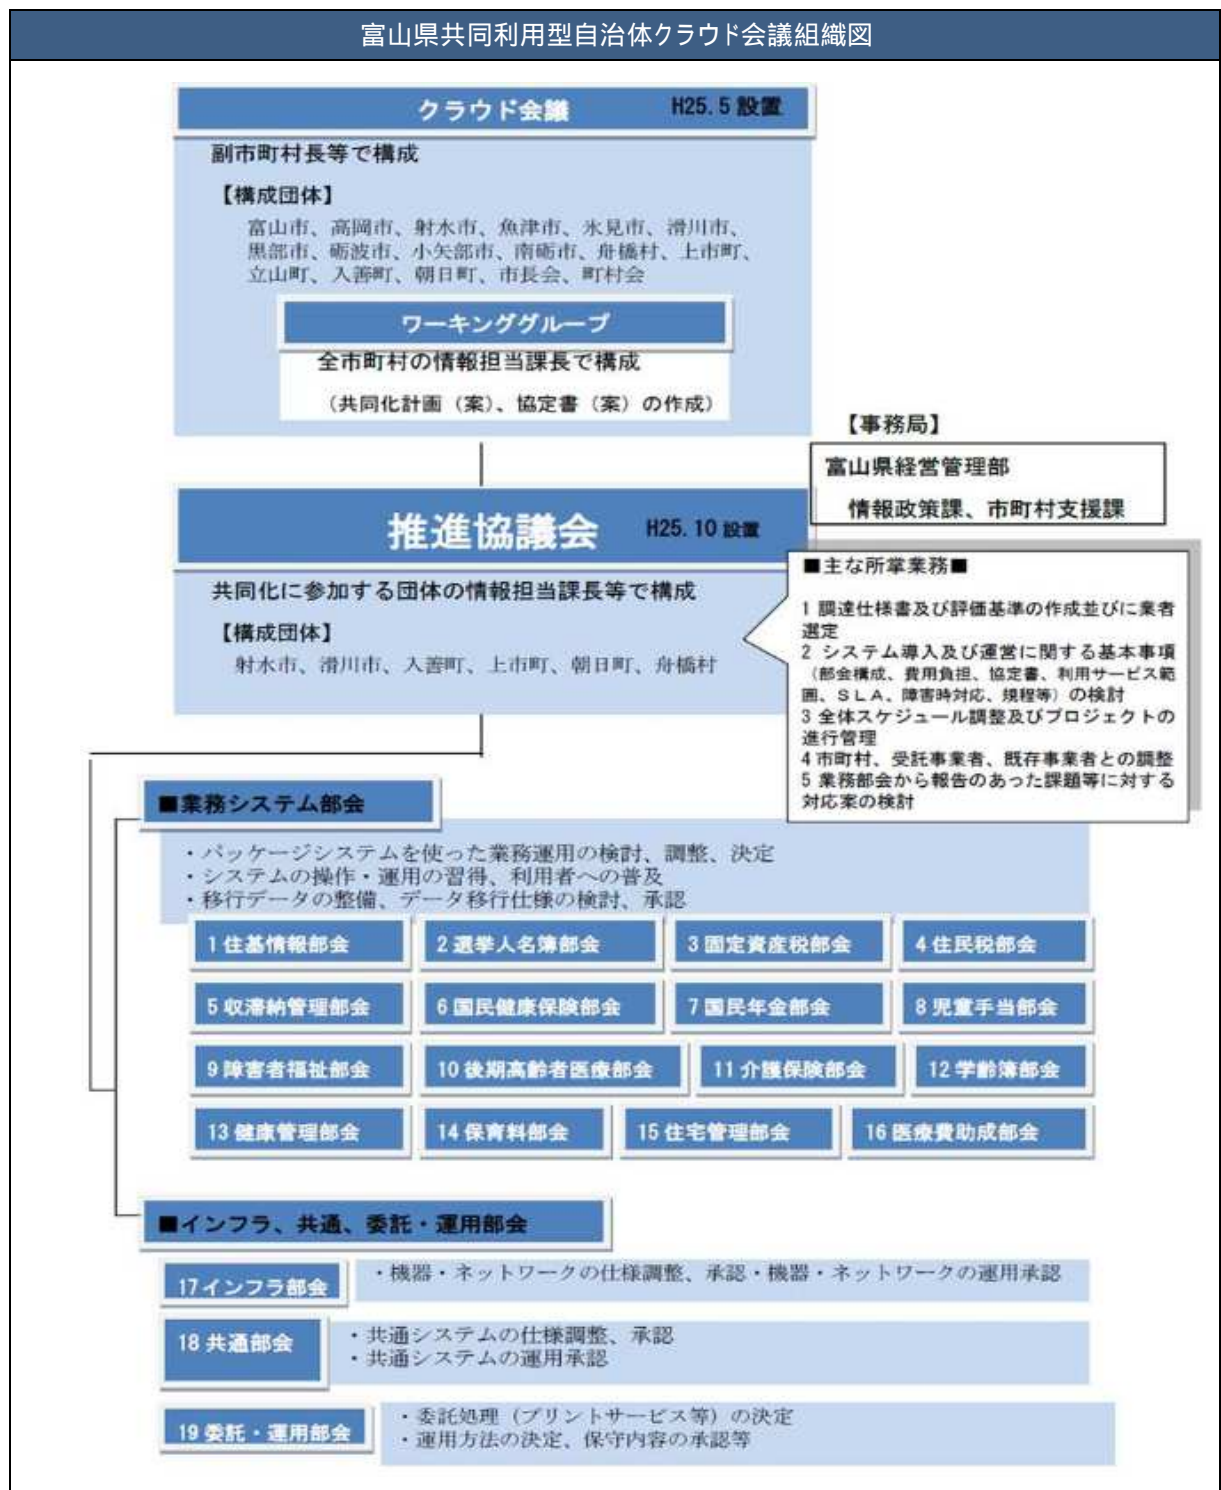 富山県共同利用型自治体クラウド会議組織図
クラウド会議 H25.5 設置
副市町村長等で構成
【構成団体】
富山市、高岡市、射水市、魚津市、氷見市、滑川市、
黒部市、砺波市、小矢部市、南砺市、舟橋村、上市町、
立山町、入善町、朝日町、市長会、町村会
ワーキンググループ
全市町村の情報担当課長で構成
（共同化計画（案）、協定書（案）の作成）
【事務局】
富山県経営管理部
情報政策課、市町村支援課
推進協議会 H25.10 設置
共同化に参加する団体の情報担当課長等で構成
【構成団体】
射水市、滑川市、入善町、上市町、朝日町、舟橋村
■主な所掌業務■
1 調達仕様書及び評価基準の作成並びに業者
選定
2 システム導入及び運営に関する基本事項
（部会構成、費用負担、協定書、利用サービス範
囲、ＳＬＡ、障害時対応、規程等）の検討
3 全体スケジュール調整及びプロジェクトの
進行管理
4 市町村、受託事業者、既存事業者との調整
5 業務部会から報告のあった課題等に対する
対応案の検討
■業務システム部会
・パッケージシステムを使った業務運用の検討、調整、決定
・システムの操作・運用の習得、利用者への普及
・移行データの整備、データ移行仕様の検討、承認
1 住基情報部会
2 選挙人名簿部会
3 固定資産税部会
4 住民税部会
5 収滞納管理部会
6 国民健康保険部会
7 国民年金部会
8 児童手当部会
9 障害者福祉部会
10 後期高齢者医療部会
11 介護保険部会
12 学齢簿部会
13 健康管理部会
14 保育料部会
15 住宅管理部会
16 医療費助成部会
■インフラ、共通、委託・運用部会
17 インフラ部会
・機器・ネットワークの仕様調整、承認・機器・ネットワークの運用承認
18 共通部会
・共通システムの仕様調整、承認
・共通システムの運用承認
19 委託・運用部会
・委託処理（プリントサービス等）の決定
・運用方法の決定、保守内容の承認等